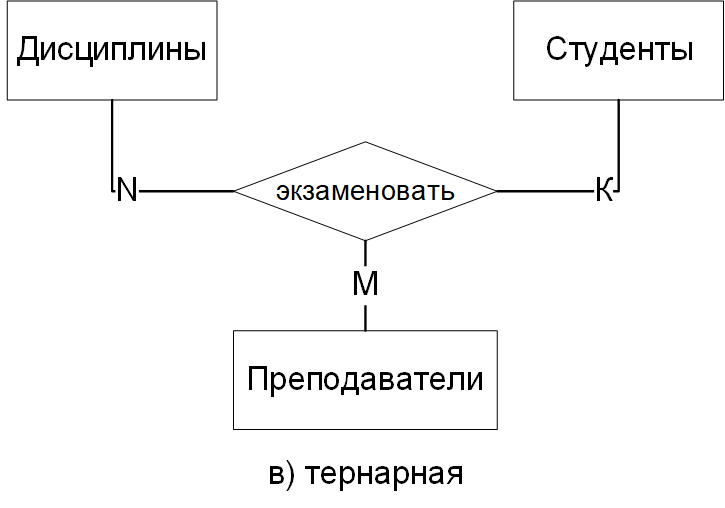 Дисциплины
Студенты
N
экзаменовать
К
М
Преподаватели
в) тернарная